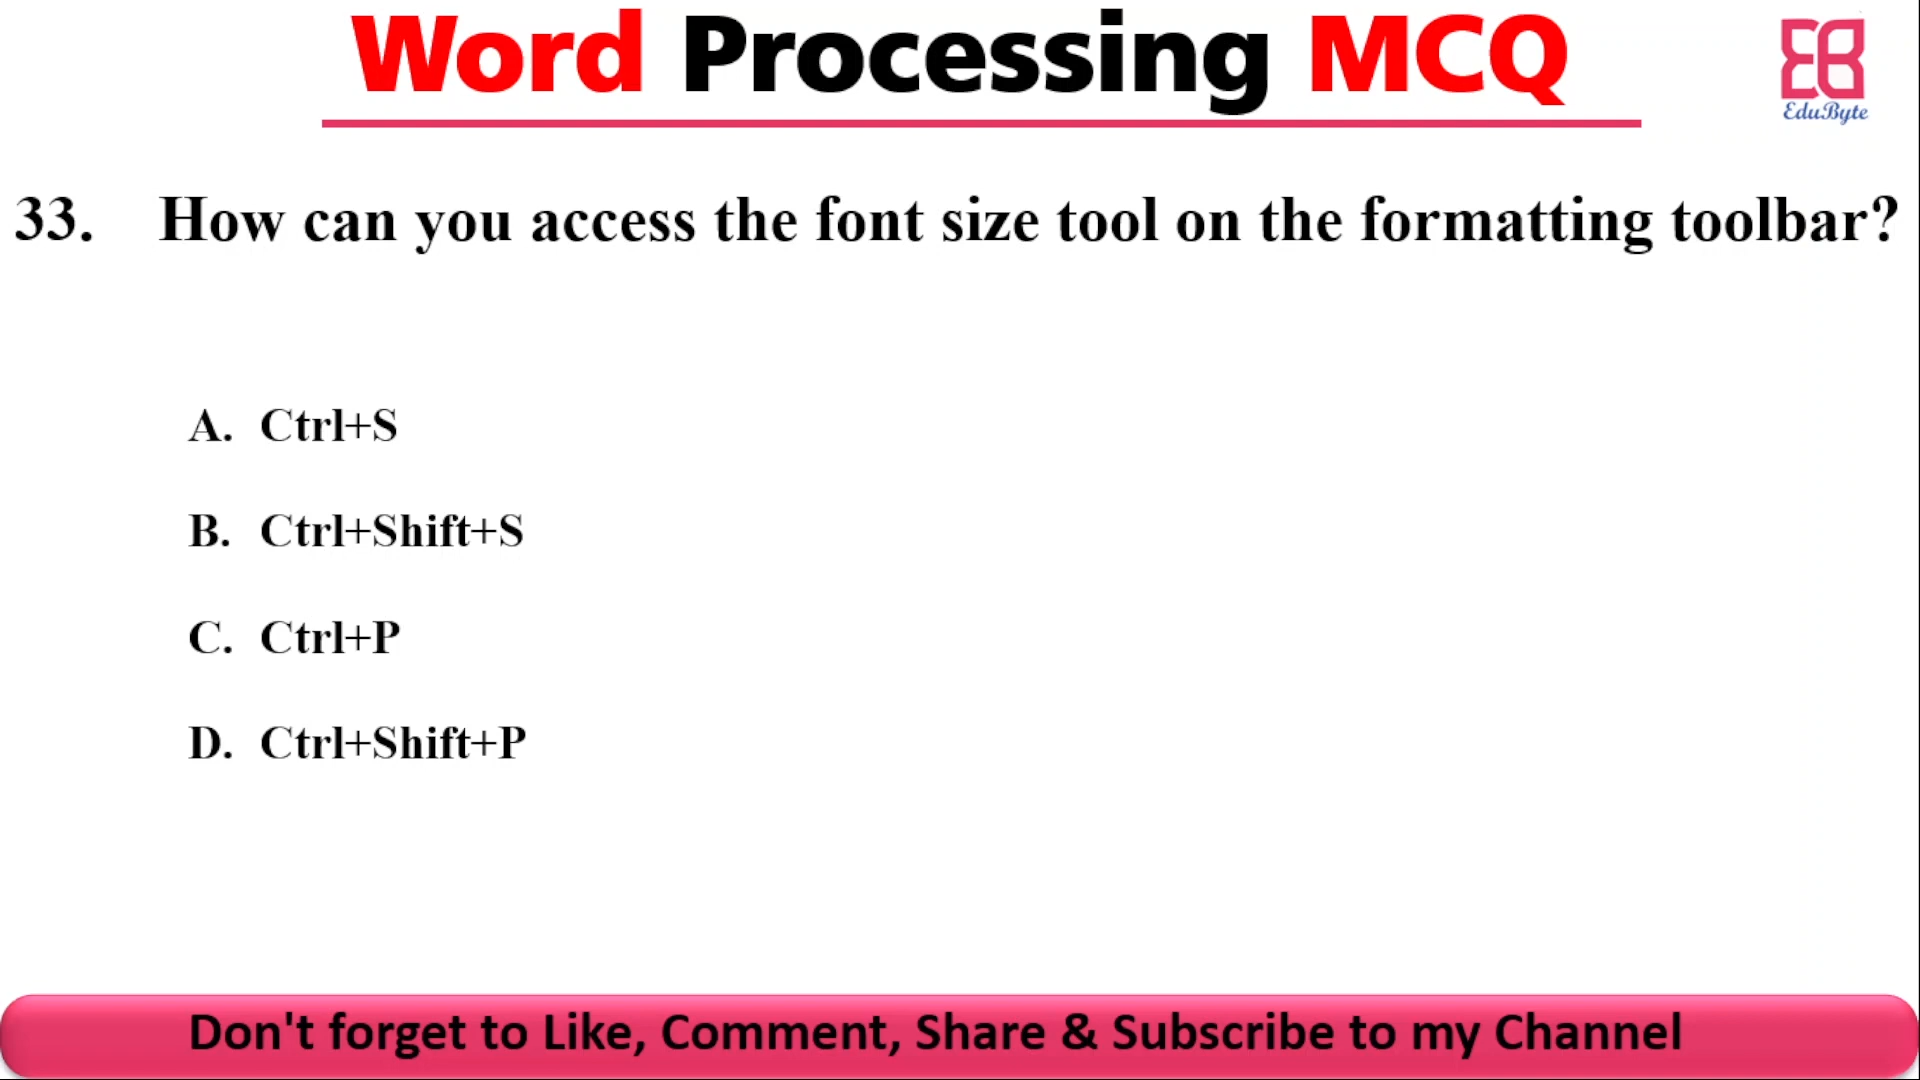 Word Processing MCQ
EduByte
33. How can you access the font size tool on the formatting toolbar?
A. Ctrl+S
B. Ctrl+Shift+S
C. Ctrl+P
D. Ctrl+Shift+P
Don't forget to Like, Comment, Share & Subscribe to my Channel